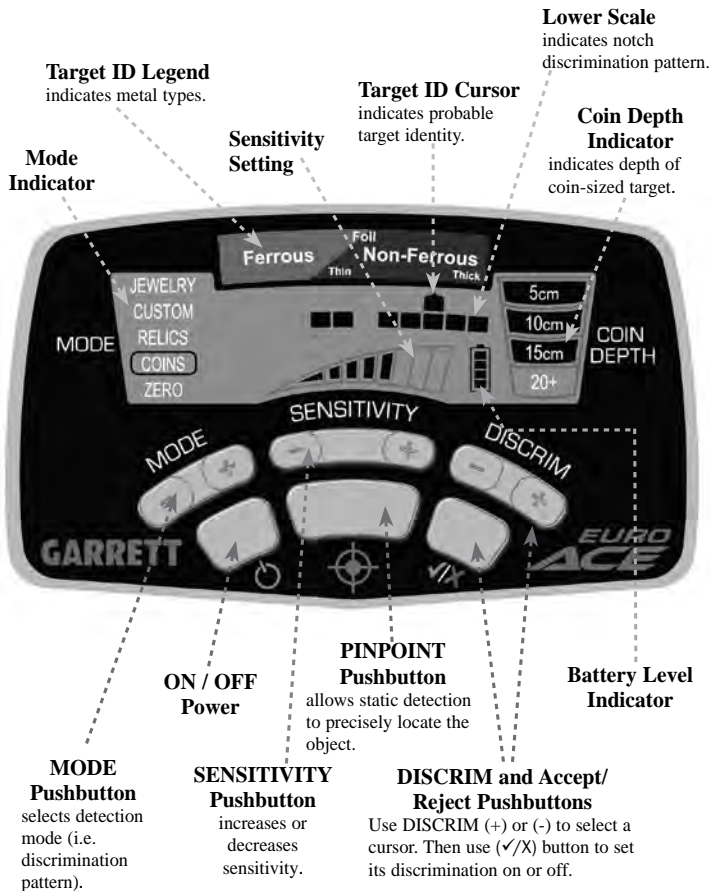 Lower Scale
indicates notch
discrimination pattern.
Target ID Legend
indicates metal types.
Target ID Cursor
indicates probable
target identity.
Coin Depth
Indicator
indicates depth of
coin-sized target.
Sensitivity
Setting
Mode
Indicator
Ferrous
Foil
Non-Ferrous
Thin
Thick
MODE
JEWELRY
CUSTOM
RELICS
COINS
ZERO
5cm
10cm
15cm
20+
COIN
DEPTH
MODE
- +
SENSITIVITY
- +
DISCRIM
- +
GARRETT
✓/X
EURO
ACE
ON / OFF
Power
PINPOINT
Pushbutton
allows static detection
to precisely locate the
object.
Battery Level
Indicator
MODE
Pushbutton
selects detection
mode (i.e.
discrimination
pattern).
SENSITIVITY
Pushbutton
increases or
decreases
sensitivity.
DISCRIM and Accept/
Reject Pushbuttons
Use DISCRIM (+) or (-) to select a
cursor. Then use (✓/X) button to set
its discrimination on or off.